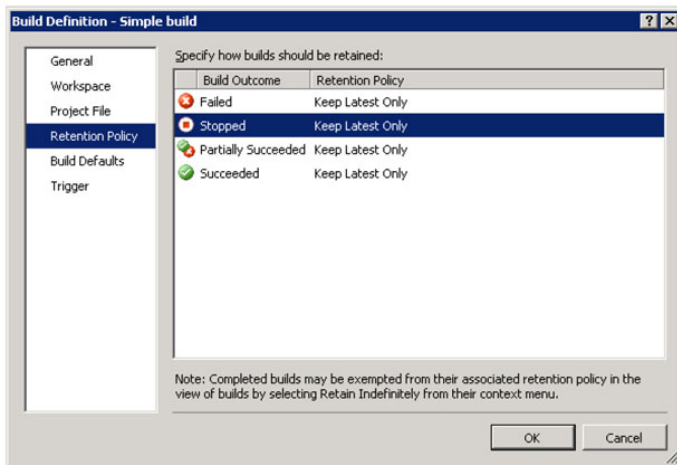 Build Definition - Simple build
General
Workspace
Project File
Retention Policy
Build Defaults
Trigger
Specify how builds should be retained:
Build Outcome Retention Policy
Failed Keep Latest Only
Stopped Keep Latest Only
Partially Succeeded Keep Latest Only
Succeeded Keep Latest Only
Note: Completed builds may be exempted from their associated retention policy in the
view of builds by selecting Retain Indefinitely from their context menu.
OK Cancel